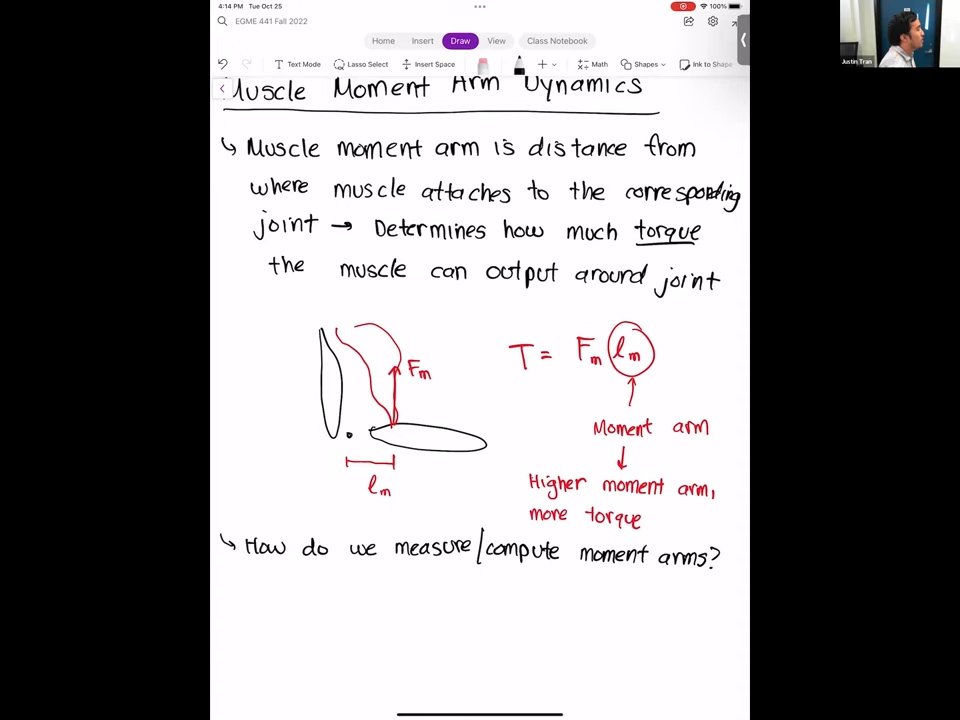 4:14 PM Tue Oct 25
100%
EGME 441 Fall 2022
Home Insert Draw View Class Notebook
Text Mode Lasso Select Insert Space Math Shapes Ink to Shape
Justin Tran
Muscle Moment Arm Dynamics
↳ Muscle moment arm is distance from
where muscle attaches to the corresponding
joint → Determines how much torque
the muscle can output around joint
Fm
T = Fm lm
Moment arm
lm
Higher moment arm,
more torque
↳ How do we measure/compute moment arms?